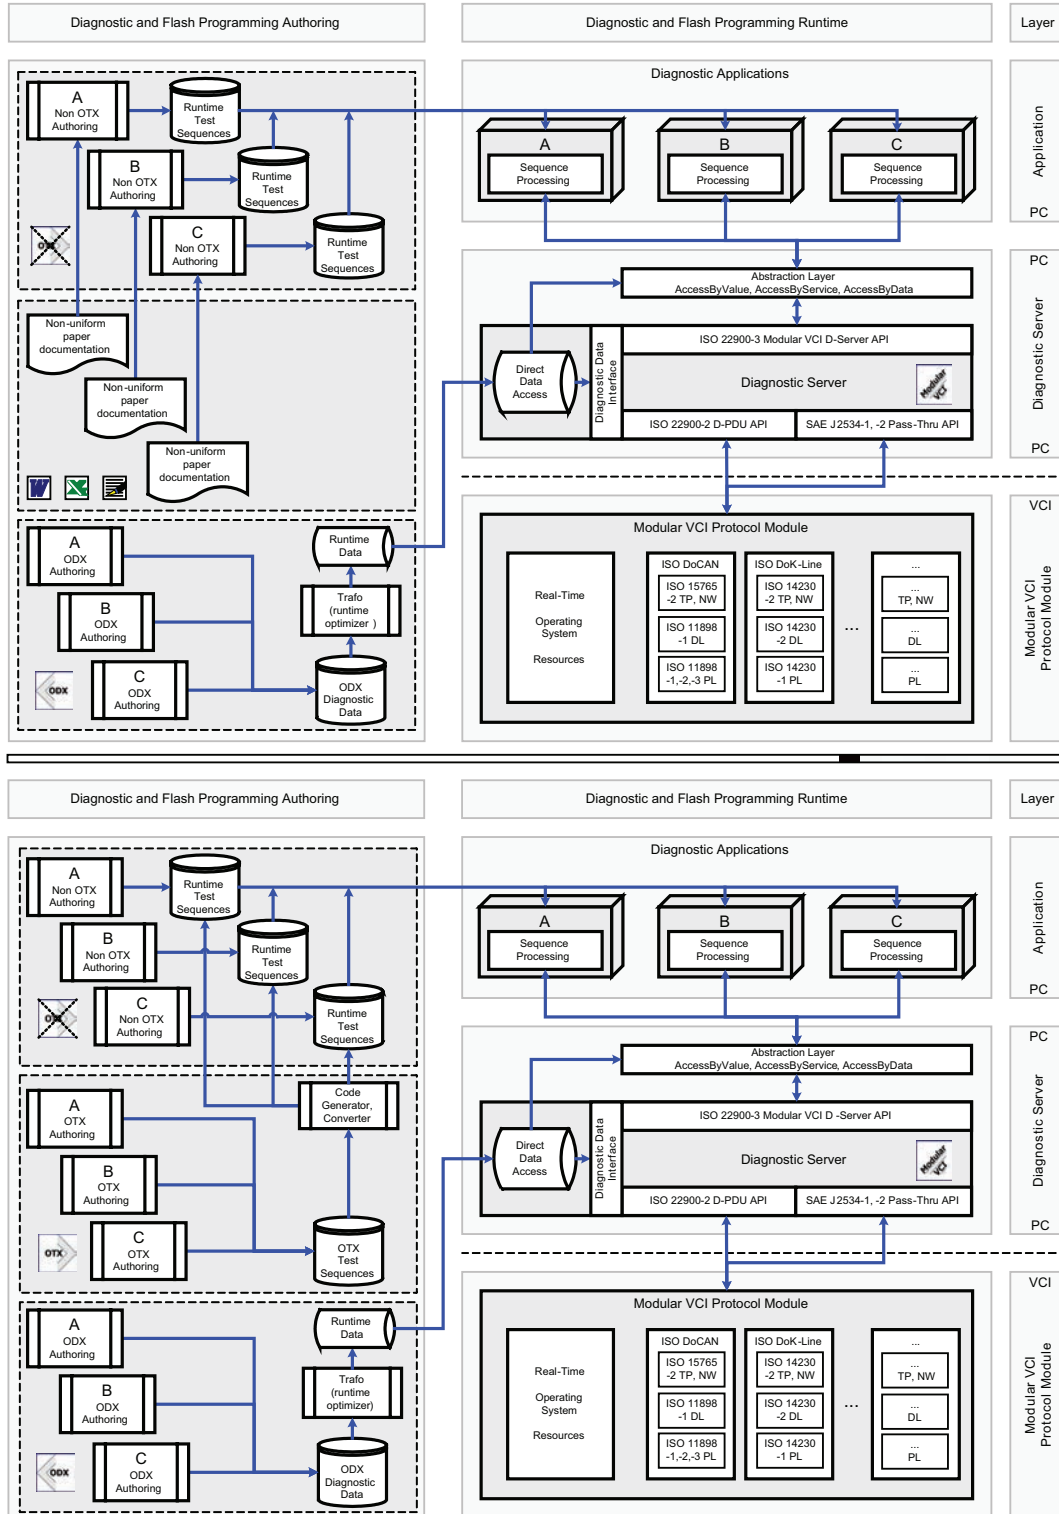 Diagnostic and Flash Programming Authoring
Diagnostic and Flash Programming Runtime
Layer
A
Non OTX
Authoring
Runtime
Test
Sequences
B
Non OTX
Authoring
Runtime
Test
Sequences
C
Non OTX
Authoring
Runtime
Test
Sequences
OTX
Non-uniform
paper
documentation
Non-uniform
paper
documentation
Non-uniform
paper
documentation
A
ODX
Authoring
B
ODX
Authoring
C
ODX
Authoring
ODX
Runtime
Data
Trafo
(runtime
optimizer )
ODX
Diagnostic
Data
Diagnostic Applications
A
Sequence
Processing
B
Sequence
Processing
C
Sequence
Processing
Application
PC
Abstraction Layer
AccessByValue, AccessByService, AccessByData
Direct
Data
Access
Diagnostic Data
Interface
ISO 22900-3 Modular VCI D-Server API
Diagnostic Server
Modular
VCI
ISO 22900-2 D-PDU API
SAE J2534-1, -2 Pass-Thru API
PC
Diagnostic Server
PC
Modular VCI Protocol Module
Real-Time
Operating
System
Resources
ISO DoCAN
ISO 15765
-2 TP, NW
ISO 11898
-1 DL
ISO 11898
-1,-2,-3 PL
ISO DoK-Line
ISO 14230
-2 TP, NW
ISO 14230
-2 DL
ISO 14230
-1 PL
...
...
...
TP, NW
...
DL
...
PL
VCI
Modular VCI
Protocol Module
Diagnostic and Flash Programming Authoring
Diagnostic and Flash Programming Runtime
Layer
A
Non OTX
Authoring
Runtime
Test
Sequences
B
Non OTX
Authoring
Runtime
Test
Sequences
C
Non OTX
Authoring
Runtime
Test
Sequences
OTX
A
OTX
Authoring
B
OTX
Authoring
C
OTX
Authoring
OTX
Code
Generator,
Converter
OTX
Test
Sequences
A
ODX
Authoring
B
ODX
Authoring
C
ODX
Authoring
ODX
Runtime
Data
Trafo
(runtime
optimizer)
ODX
Diagnostic
Data
Diagnostic Applications
A
Sequence
Processing
B
Sequence
Processing
C
Sequence
Processing
Application
PC
Abstraction Layer
AccessByValue, AccessByService, AccessByData
Direct
Data
Access
Diagnostic Data
Interface
ISO 22900-3 Modular VCI D -Server API
Diagnostic Server
Modular
VCI
ISO 22900-2 D-PDU API
SAE J2534-1, -2 Pass-Thru API
PC
Diagnostic Server
PC
Modular VCI Protocol Module
Real-Time
Operating
System
Resources
ISO DoCAN
ISO 15765
-2 TP, NW
ISO 11898
-1 DL
ISO 11898
-1,-2,-3 PL
ISO DoK-Line
ISO 14230
-2 TP, NW
ISO 14230
-2 DL
ISO 14230
-1 PL
...
...
...
TP, NW
...
DL
...
PL
VCI
Modular VCI
Protocol Module